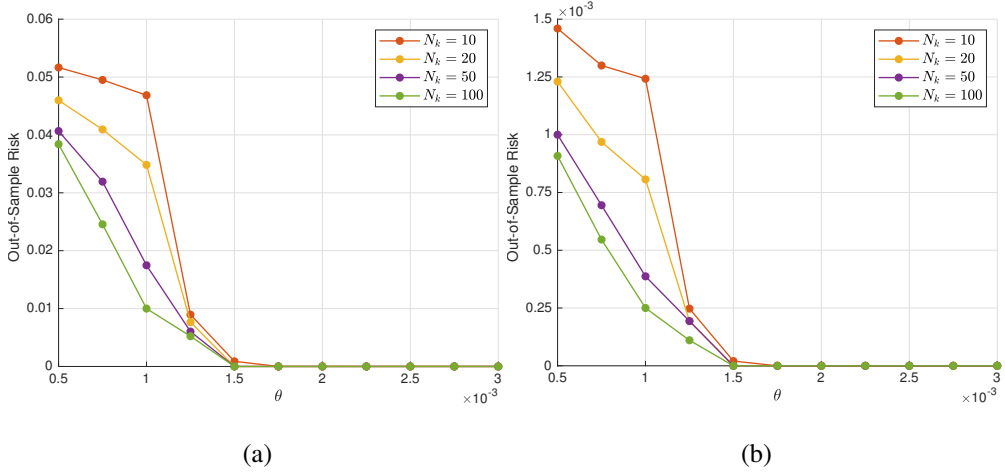 0.06
0.05
0.04
0.03
0.02
0.01
0
Out-of-Sample Risk
0.5
1
1.5
2
2.5
3
θ
×10⁻³
N_k = 10
N_k = 20
N_k = 50
N_k = 100
(a)
×10⁻³
1.5
1.25
1
0.75
0.5
0.25
0
Out-of-Sample Risk
0.5
1
1.5
2
2.5
3
θ
×10⁻³
N_k = 10
N_k = 20
N_k = 50
N_k = 100
(b)